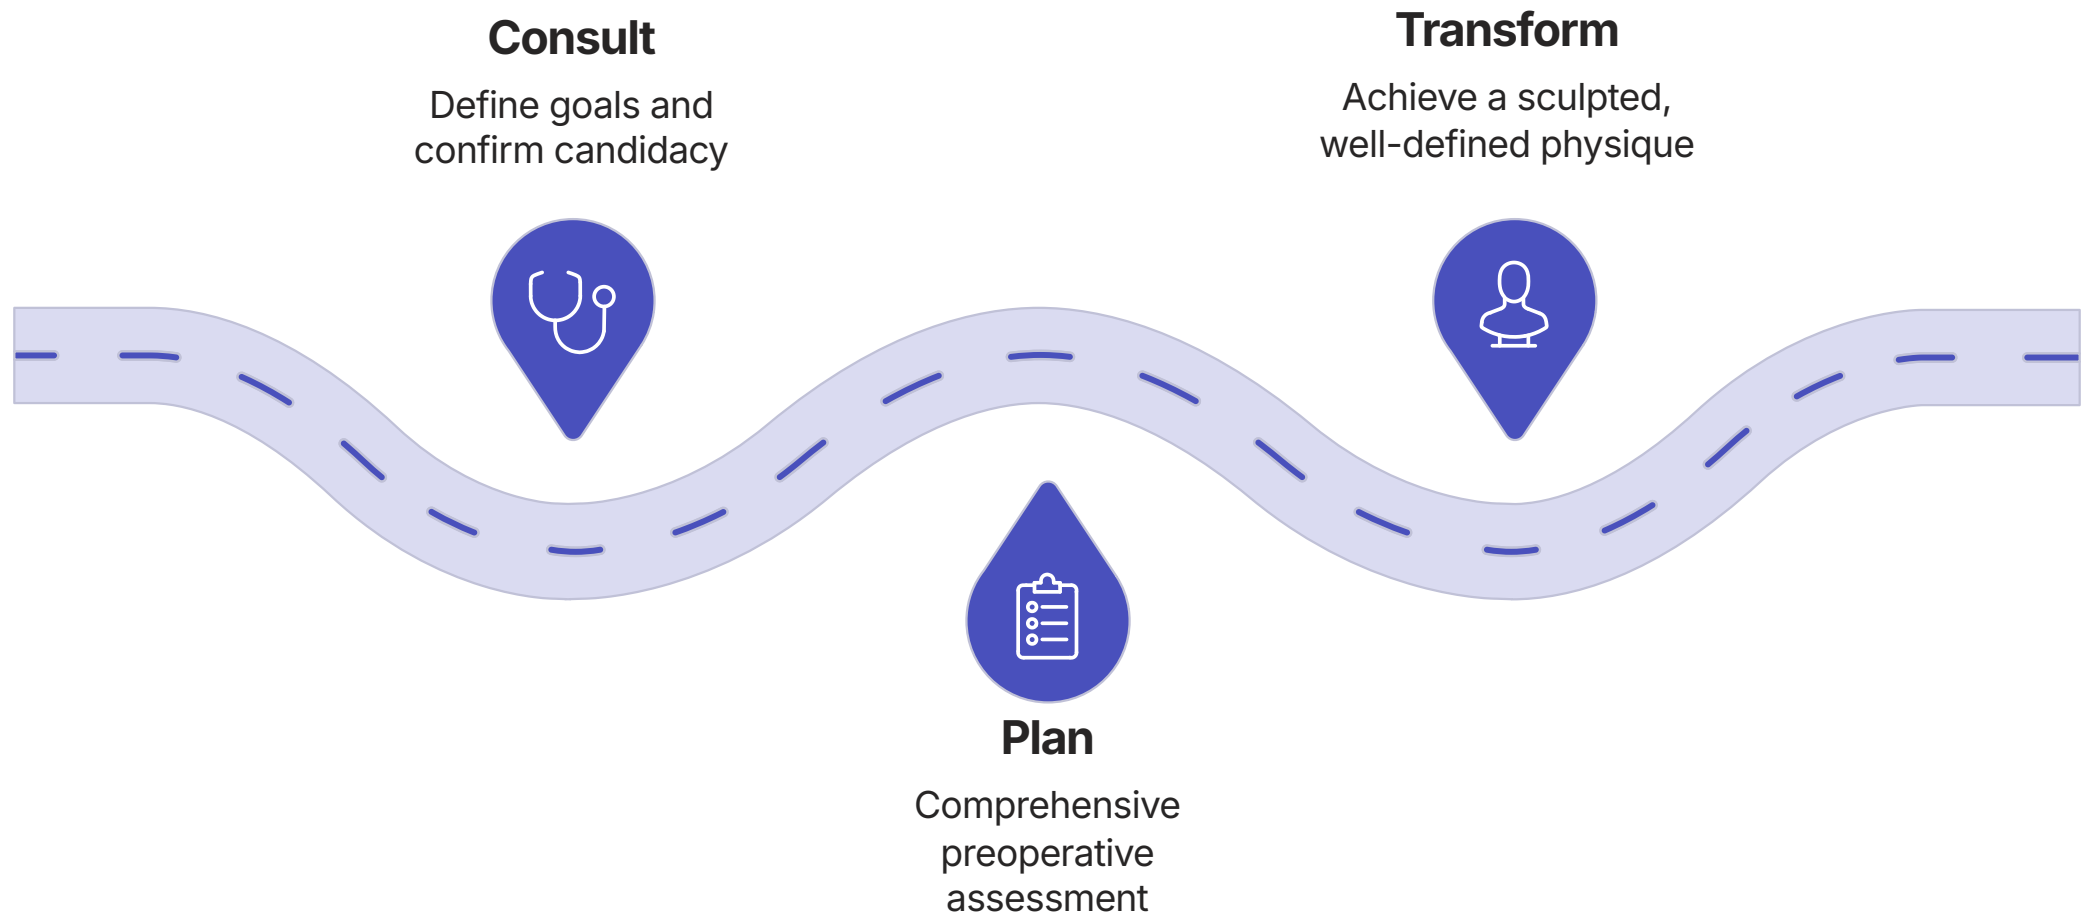 Consult
Define goals and
confirm candidacy
Transform
Achieve a sculpted,
well-defined physique
Plan
Comprehensive
preoperative
assessment